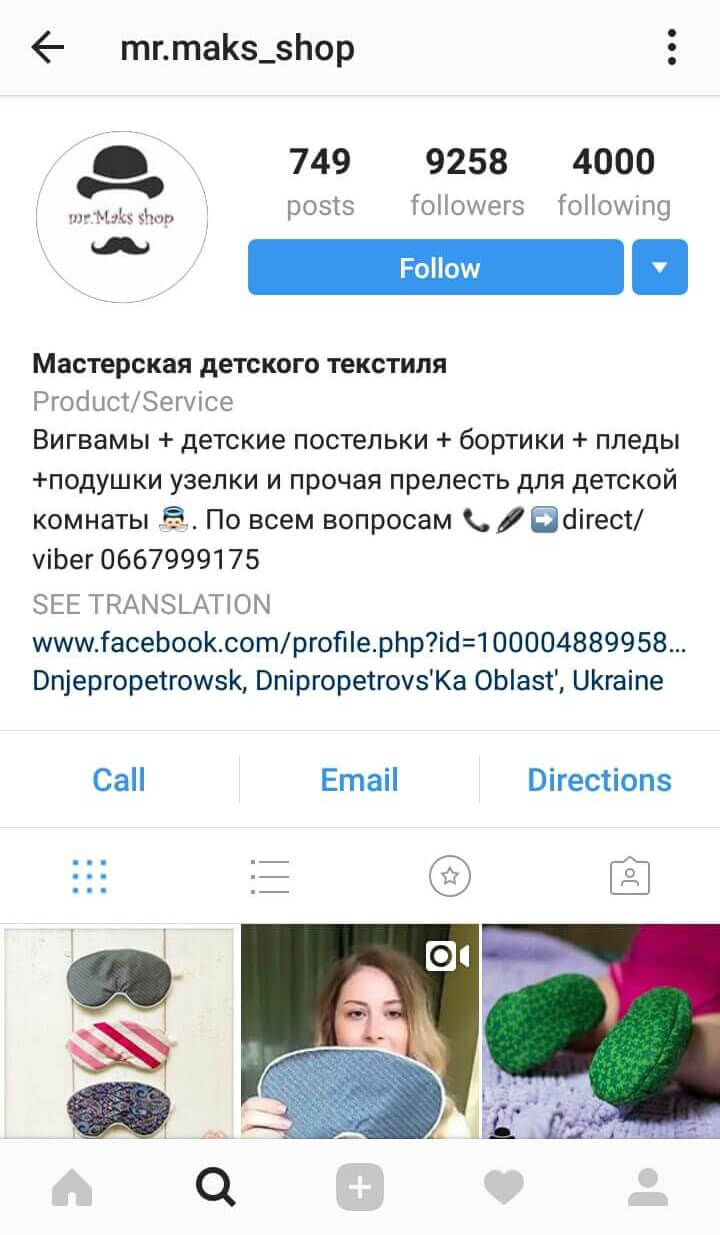 mr.maks_shop
mr.Maks shop
749 9258 4000
posts followers following
Follow
Мастерская детского текстиля
Product/Service
Вигвамы + детские постельки + бортики + пледы
+подушки узелки и прочая прелесть для детской
комнаты 👼🏻. По всем вопросам 📞🖋➡direct/
viber 0667999175
SEE TRANSLATION
www.facebook.com/profile.php?id=100004889958...
Dnjepropetrowsk, Dnipropetrovs'Ka Oblast', Ukraine
Call Email Directions